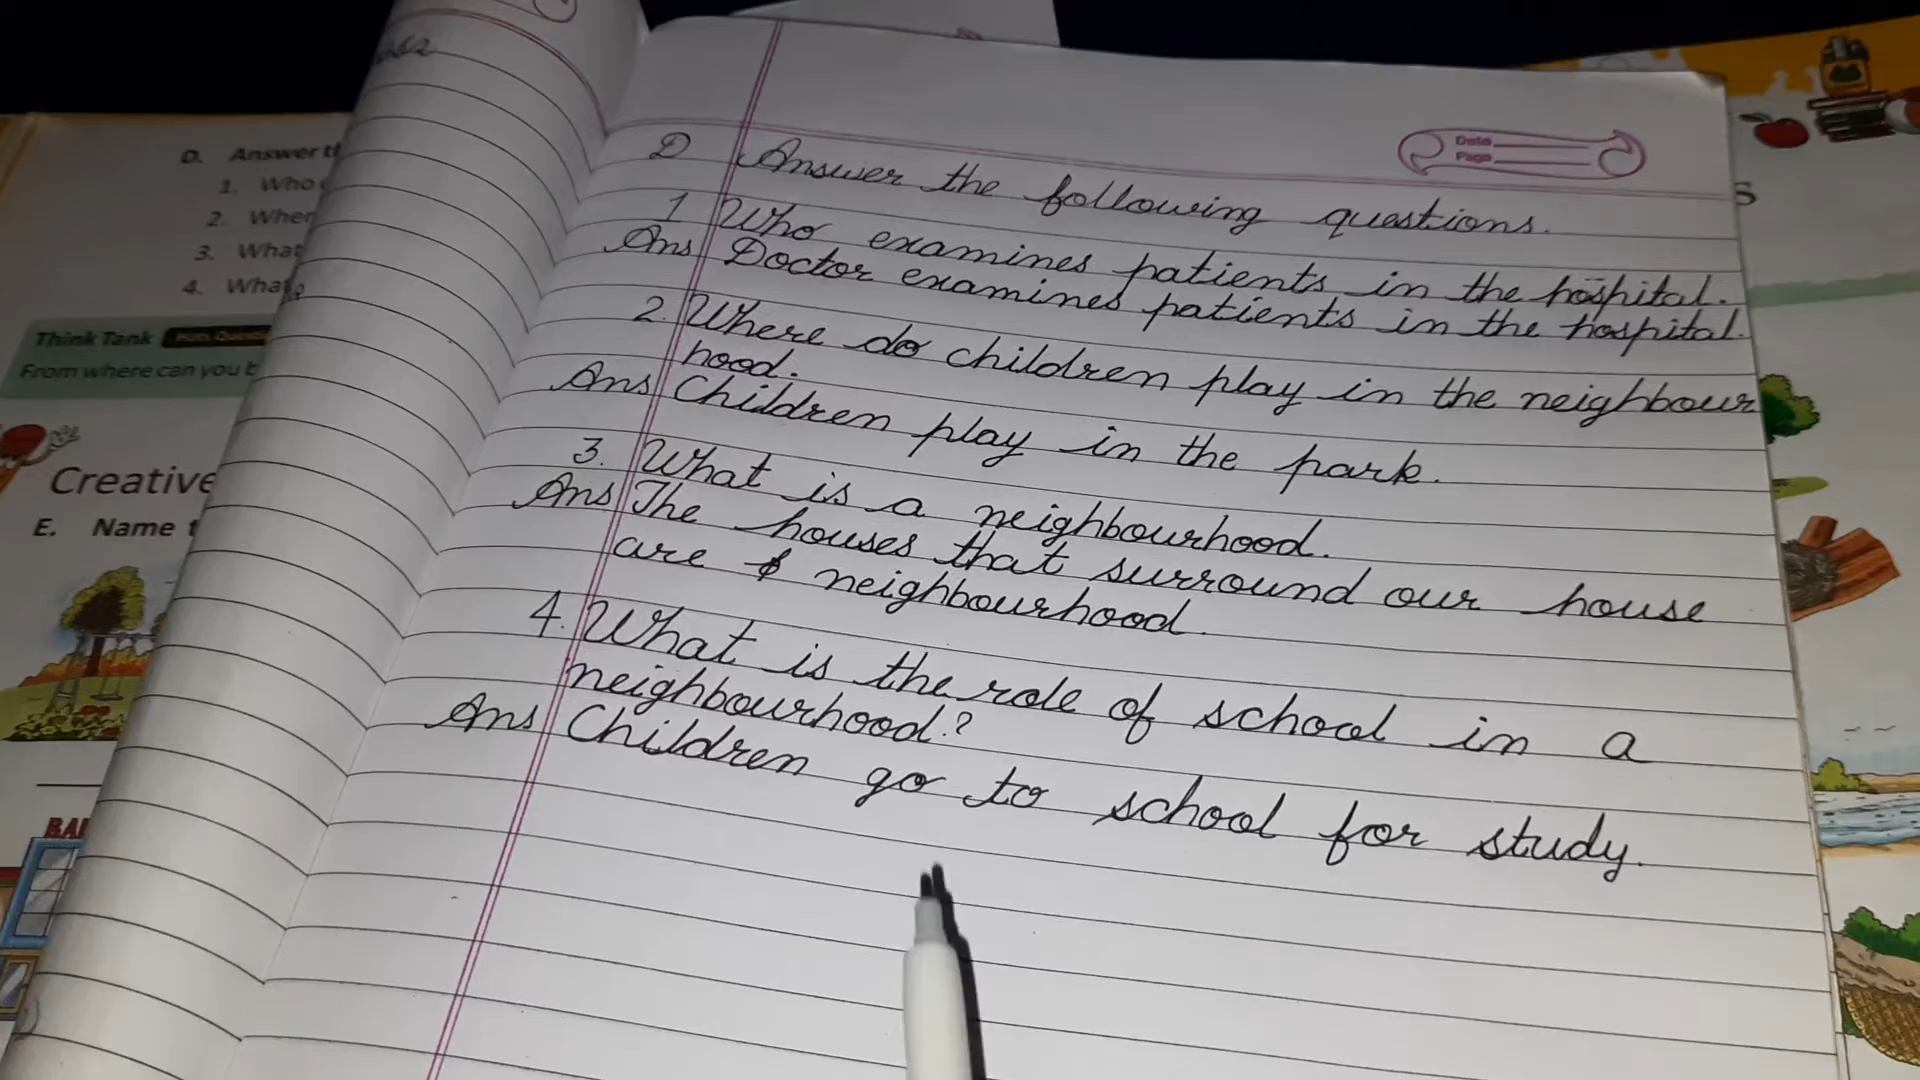 D. Answer t
1. Who
2. Wher
3. What
4. What
Think Tank
From where can you b
Creative
E. Name t
BA
Date
Page
D Answer the following questions.
1 Who examines patients in the hospital.
Ans Doctor examines patients in the hospital.
2. Where do children play in the neighbour
hood.
Ans Children play in the park.
3. What is a neighbourhood.
Ans The houses that surround our house
are neighbourhood.
4. What is the role of school in a
neighbourhood?
Ans Children go to school for study.
S